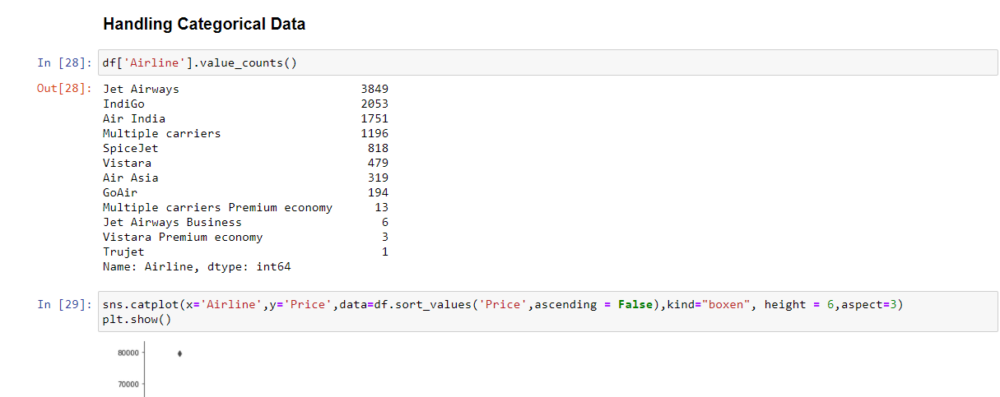 Handling Categorical Data
In [28]: df['Airline'].value_counts()
Out[28]: Jet Airways 3849
IndiGo 2053
Air India 1751
Multiple carriers 1196
SpiceJet 818
Vistara 479
Air Asia 319
GoAir 194
Multiple carriers Premium economy 13
Jet Airways Business 6
Vistara Premium economy 3
Trujet 1
Name: Airline, dtype: int64
In [29]: sns.catplot(x='Airline',y='Price',data=df.sort_values('Price',ascending = False),kind="boxen", height = 6,aspect=3)
plt.show()
80000
70000